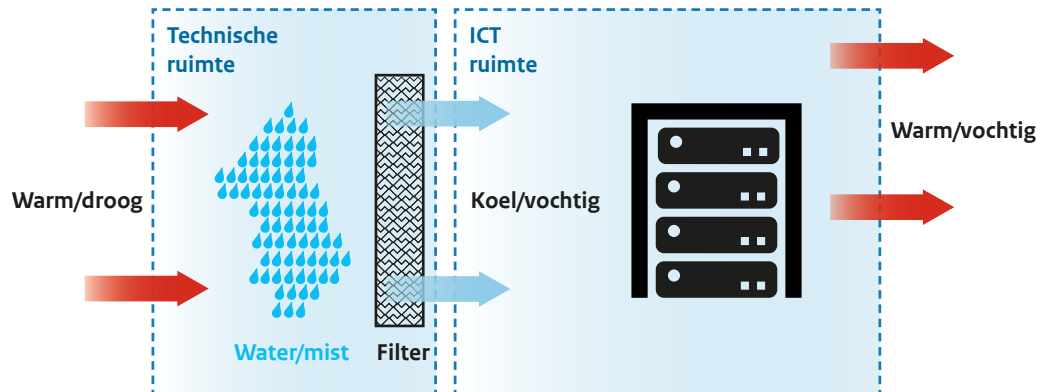 Technische
ruimte
ICT
ruimte
Warm/vochtig
Warm/droog
Koel/vochtig
Water/mist
Filter